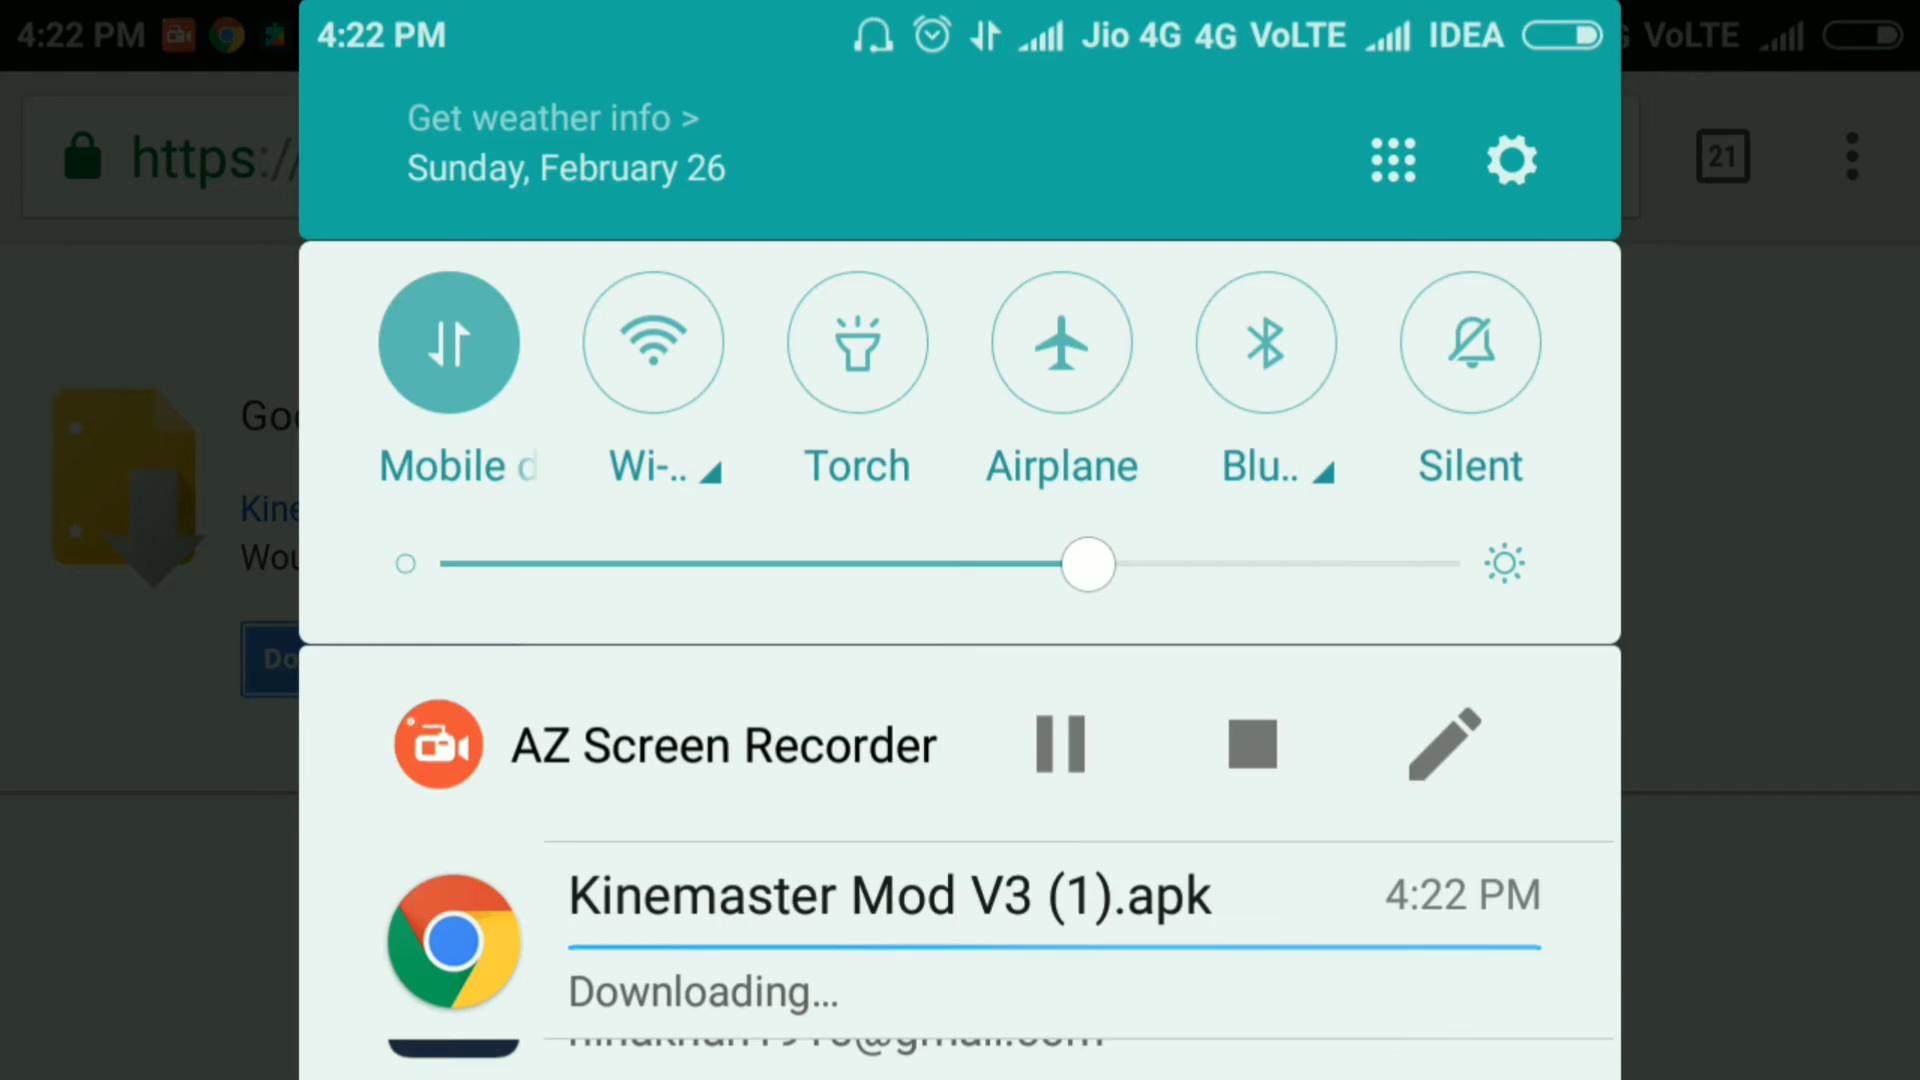 4:22 PM
VoLTE
https://
21
4:22 PM
Jio 4G 4G VoLTE IDEA
Get weather info >
Sunday, February 26
Mobile d
Wi-..
Torch
Airplane
Blu..
Silent
AZ Screen Recorder
Kinemaster Mod V3 (1).apk
4:22 PM
Downloading...